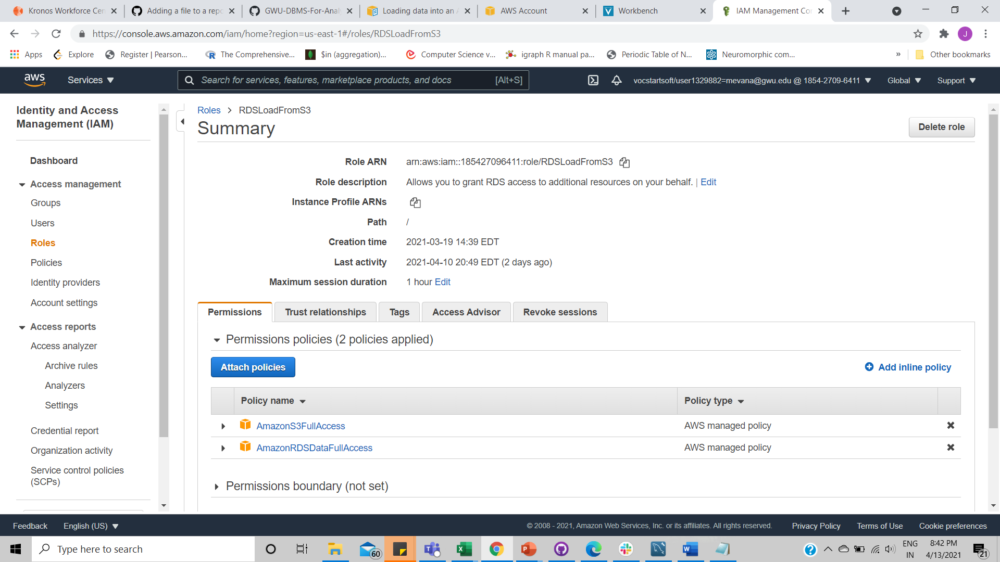 Kronos Workforce Cen
Adding a file to a repo
GWU-DBMS-For-Analy
Loading data into an A
AWS Account
Workbench
IAM Management Co
https://console.aws.amazon.com/iam/home?region=us-east-1#/roles/RDSLoadFromS3
J
Apps
Explore
Register | Pearson...
The Comprehensive...
$in (aggregation)...
Computer Science v...
igraph R manual pa...
Periodic Table of N...
Neuromorphic com...
»
Other bookmarks
aws
Services
Search for services, features, marketplace products, and docs
[Alt+S]
vocstartsoft/user1329882=mevana@gwu.edu @ 1854-2709-6411
Global
Support
Identity and Access
Management (IAM)
Dashboard
Access management
Groups
Users
Roles
Policies
Identity providers
Account settings
Access reports
Access analyzer
Archive rules
Analyzers
Settings
Credential report
Organization activity
Service control policies
(SCPs)
Roles > RDSLoadFromS3
Summary
Delete role
Role ARN arn:aws:iam::185427096411:role/RDSLoadFromS3
Role description Allows you to grant RDS access to additional resources on your behalf. | Edit
Instance Profile ARNs
Path /
Creation time 2021-03-19 14:39 EDT
Last activity 2021-04-10 20:49 EDT (2 days ago)
Maximum session duration 1 hour Edit
Permissions
Trust relationships
Tags
Access Advisor
Revoke sessions
Permissions policies (2 policies applied)
Attach policies
Add inline policy
Policy name
Policy type
AmazonS3FullAccess AWS managed policy
AmazonRDSDataFullAccess AWS managed policy
Permissions boundary (not set)
Feedback
English (US)
© 2008 - 2021, Amazon Web Services, Inc. or its affiliates. All rights reserved.
Privacy Policy
Terms of Use
Cookie preferences
Type here to search
60
ENG
IN
8:42 PM
4/13/2021
21